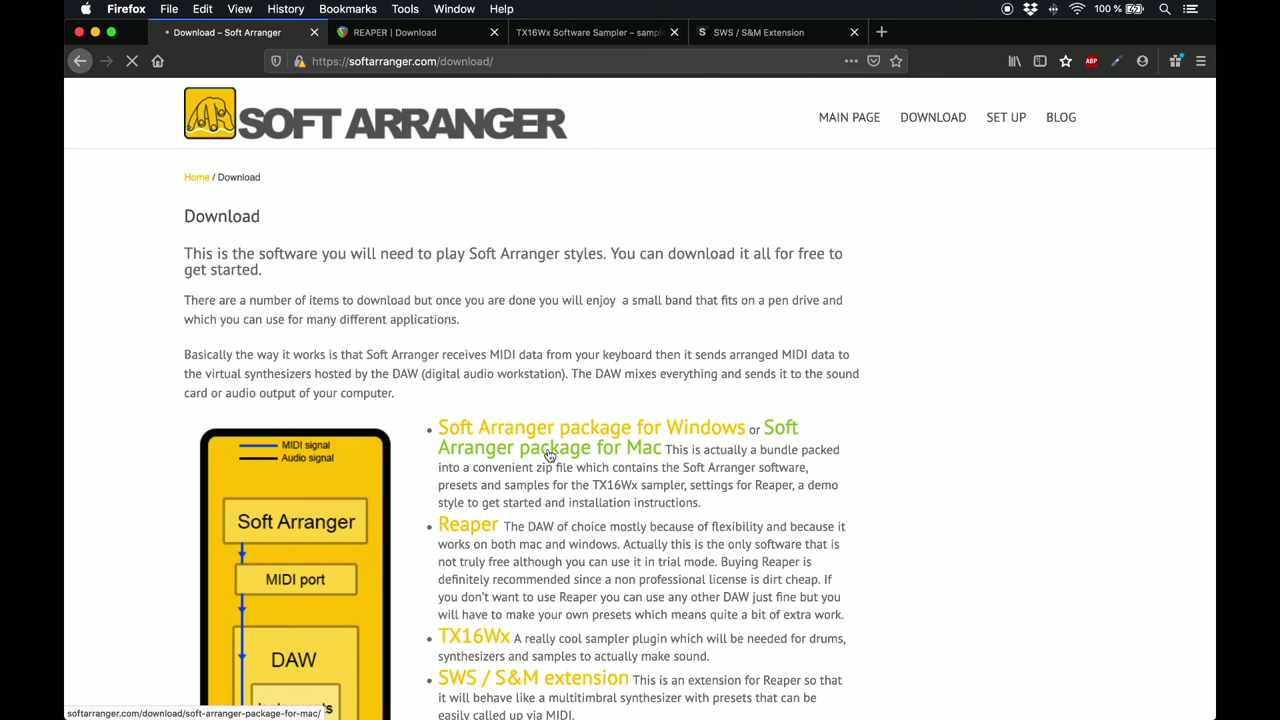 Firefox File Edit View History Bookmarks Tools Window Help 100 %
Download – Soft Arranger REAPER | Download TX16Wx Software Sampler – SWS / S&M Extension
https://softarranger.com/download/
ABP
SOFT ARRANGER
MAIN PAGE DOWNLOAD SET UP BLOG
Home / Download
Download
This is the software you will need to play Soft Arranger styles. You can download it all for free to
get started.
There are a number of items to download but once you are done you will enjoy a small band that fits on a pen drive and
which you can use for many different applications.
Basically the way it works is that Soft Arranger receives MIDI data from your keyboard then it sends arranged MIDI data to
the virtual synthesizers hosted by the DAW (digital audio workstation). The DAW mixes everything and sends it to the sound
card or audio output of your computer.
MIDI signal
Audio signal
Soft Arranger
MIDI port
DAW
Soft Arranger package for Windows or Soft
Arranger package for Mac This is actually a bundle packed
into a convenient zip file which contains the Soft Arranger software,
presets and samples for the TX16Wx sampler, settings for Reaper, a demo
style to get started and installation instructions.
Reaper The DAW of choice mostly because of flexibility and because it
works on both mac and windows. Actually this is the only software that is
not truly free although you can use it in trial mode. Buying Reaper is
definitely recommended since a non professional license is dirt cheap. If
you don't want to use Reaper you can use any other DAW just fine but you
will have to make your own presets which means quite a bit of extra work.
TX16Wx A really cool sampler plugin which will be needed for drums,
synthesizers and samples to actually make sound.
SWS / S&M extension This is an extension for Reaper so that
it will behave like a multitimbral synthesizer with presets that can be
easily called up via MIDI.
softarranger.com/download/soft-arranger-package-for-mac/